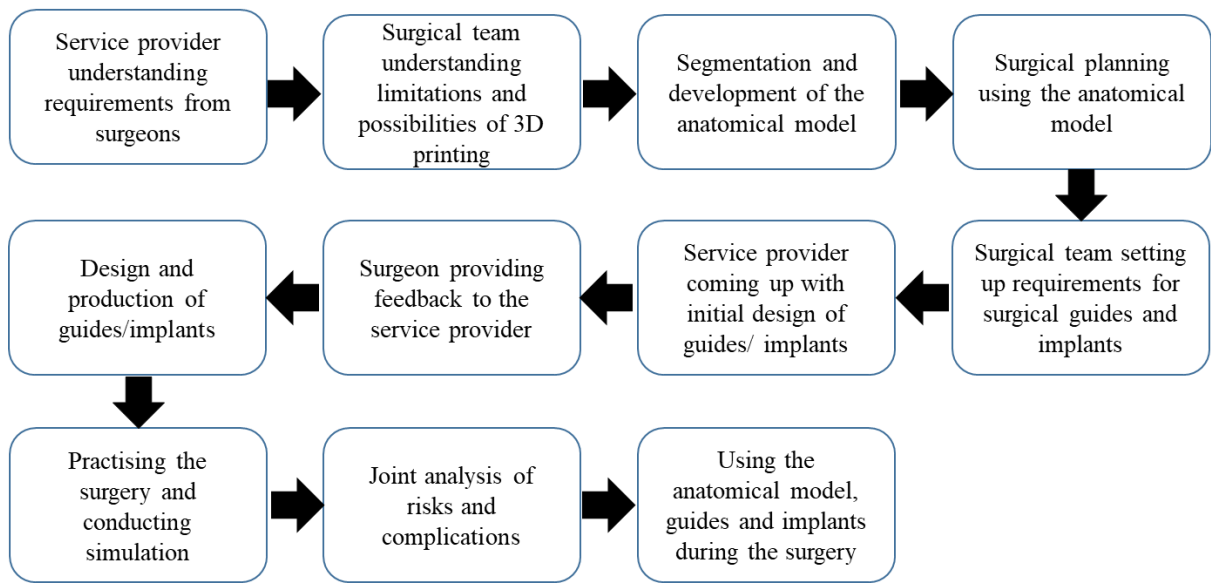 Service provider
understanding
requirements from
surgeons
Surgical team
understanding
limitations and
possibilities of 3D
printing
Segmentation and
development of the
anatomical model
Surgical planning
using the anatomical
model
Surgical team setting
up requirements for
surgical guides and
implants
Service provider
coming up with
initial design of
guides/ implants
Surgeon providing
feedback to the
service provider
Design and
production of
guides/implants
Practising the
surgery and
conducting
simulation
Joint analysis of
risks and
complications
Using the
anatomical model,
guides and implants
during the surgery